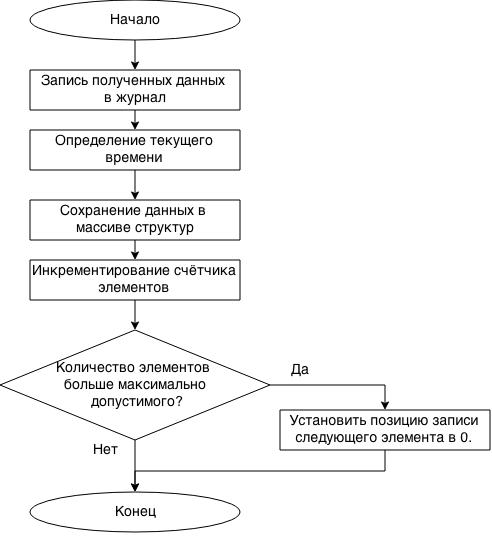 Начало
Запись полученных данных
в журнал
Определение текущего
времени
Сохранение данных в
массиве структур
Инкрементирование счётчика
элементов
Количество элементов
больше максимально
допустимого?
Да
Установить позицию записи
следующего элемента в 0.
Нет
Конец